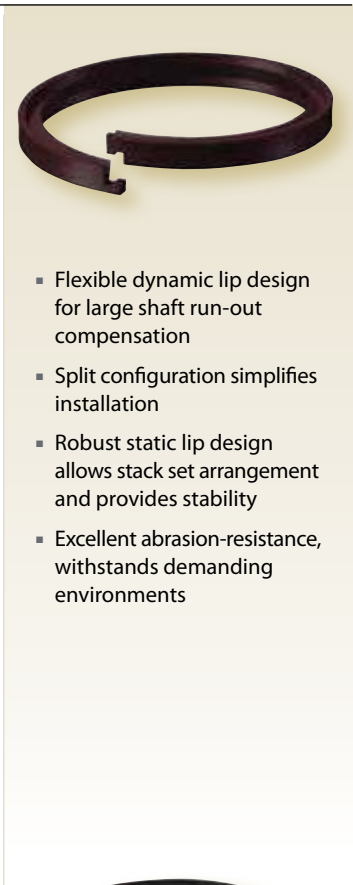 ▪ Flexible dynamic lip design
for large shaft run-out
compensation
▪ Split configuration simplifies
installation
▪ Robust static lip design
allows stack set arrangement
and provides stability
▪ Excellent abrasion-resistance,
withstands demanding
environments